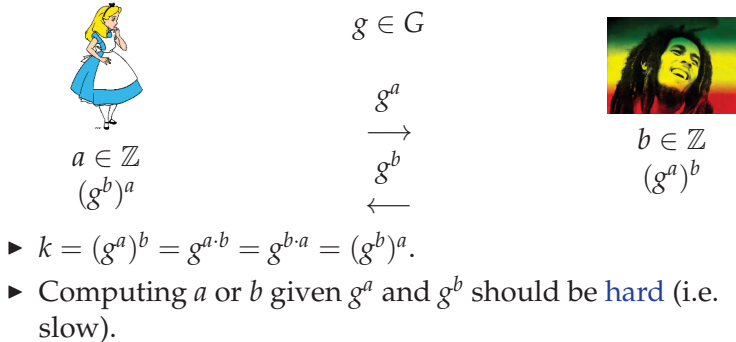 g ∈ G
g^a
→
a ∈ ℤ
b ∈ ℤ
g^b
(g^b)^a
(g^a)^b
←
▶ k = (g^a)^b = g^{a·b} = g^{b·a} = (g^b)^a.
▶ Computing a or b given g^a and g^b should be hard (i.e.
slow).